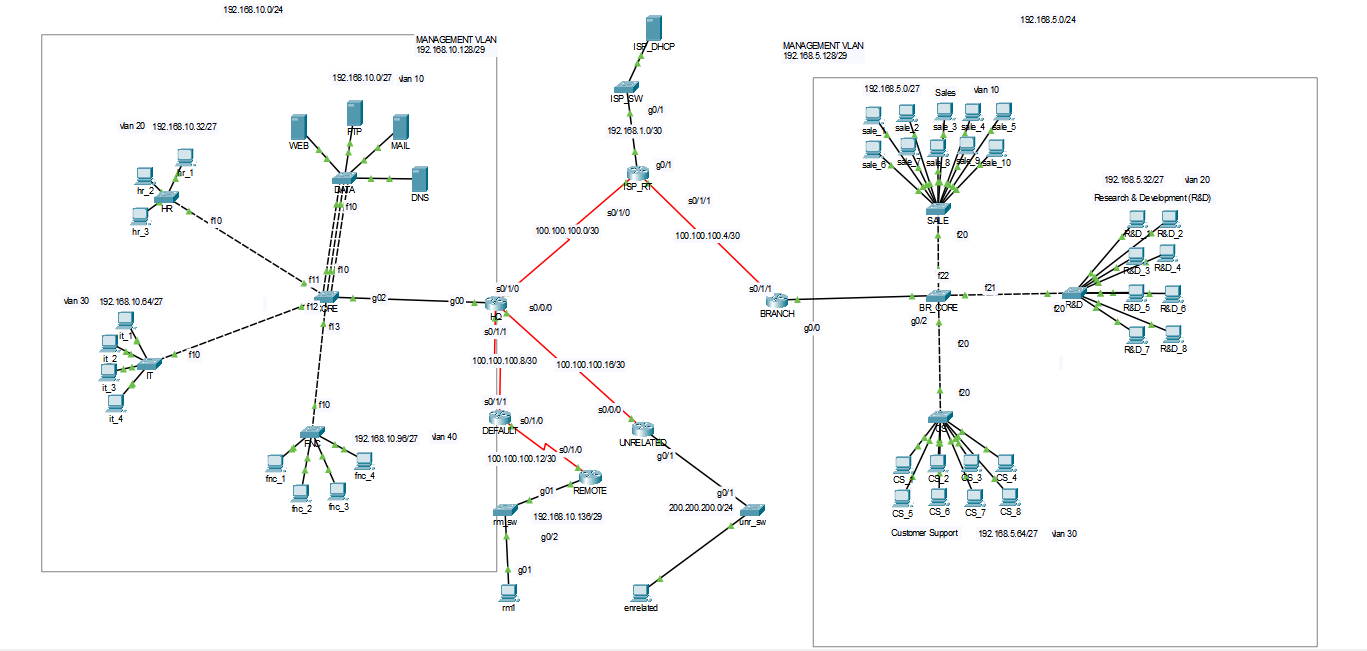 192.168.10.0/24
192.168.5.0/24
MANAGEMENT VLAN
192.168.10.128/29
192.168.10.0/27 vlan 10
vlan 20 192.168.10.32/27
WEB
FTP
MAIL
DATA
DNS
f10
hr_1
hr_2
HR
hr_3
f10
f10
f11
f12
CORE
f13
g02
vlan 30 192.168.10.64/27
it_1
it_2
it_3
it_4
IT
f10
f10
FNC
192.168.10.96/27 vlan 40
fnc_1
fnc_2
fnc_3
fnc_4
ISP_DHCP
ISP_SW
g0/1
192.168.1.0/30
g0/1
ISP_RT
s0/1/0
s0/1/1
100.100.100.0/30
100.100.100.4/30
s0/1/0
g00
HQ
s0/0/0
s0/1/1
100.100.100.8/30
100.100.100.16/30
s0/1/1
DEFAULT
s0/1/0
100.100.100.12/30
s0/1/0
REMOTE
g01
rm_sw
192.168.10.136/29
g0/2
g01
rm1
s0/0/0
UNRELATED
g0/1
g0/1
200.200.200.0/24
unr_sw
enrelated
s0/1/1
BRANCH
g0/0
MANAGEMENT VLAN
192.168.5.128/29
192.168.5.0/27 Sales vlan 10
sale_2
sale_3
sale_4
sale_5
sale_6
sale_7
sale_8
sale_9
sale_10
SALE
f20
f22
BR_CORE
g0/2
f21
f20
R&D
192.168.5.32/27 vlan 20
Research & Development (R&D)
R&D_1
R&D_2
R&D_3
R&D_4
R&D_5
R&D_6
R&D_7
R&D_8
f20
f20
CS
CS_1
CS_2
CS_3
CS_4
CS_5
CS_6
CS_7
CS_8
Customer Support 192.168.5.64/27 vlan 30